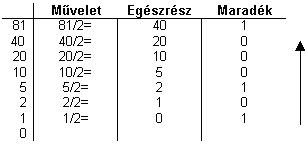 Művelet Egészrész Maradék
81 81/2= 40 1
40 40/2= 20 0
20 20/2= 10 0
10 10/2= 5 0
5 5/2= 2 1
2 2/2= 1 0
1 1/2= 0 1
0